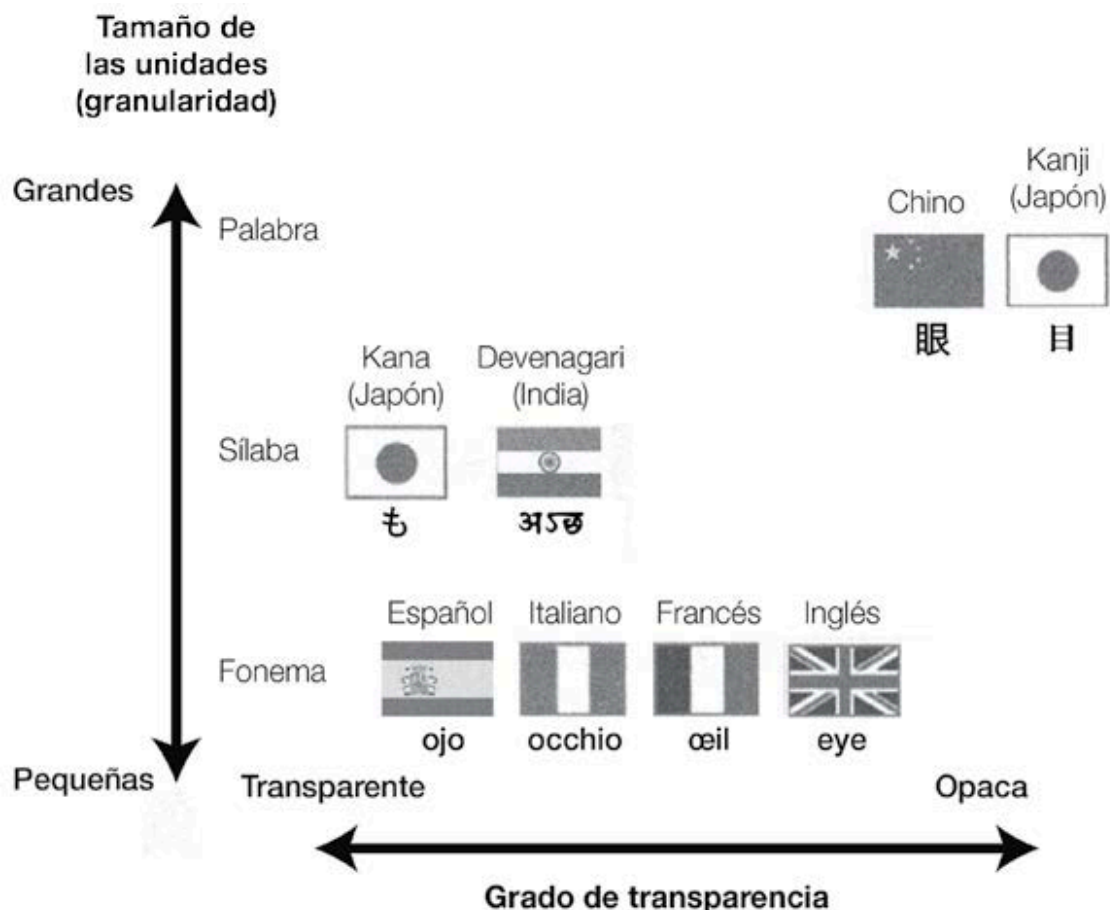 Tamaño de
las unidades
(granularidad)
Grandes
Palabra
Chino
Kanji
(Japón)
眼
目
Kana
(Japón)
Devenagari
(India)
Sílaba
も
अऽछ
Español
Italiano
Francés
Inglés
Fonema
ojo
occhio
œil
eye
Pequeñas
Transparente
Opaca
Grado de transparencia